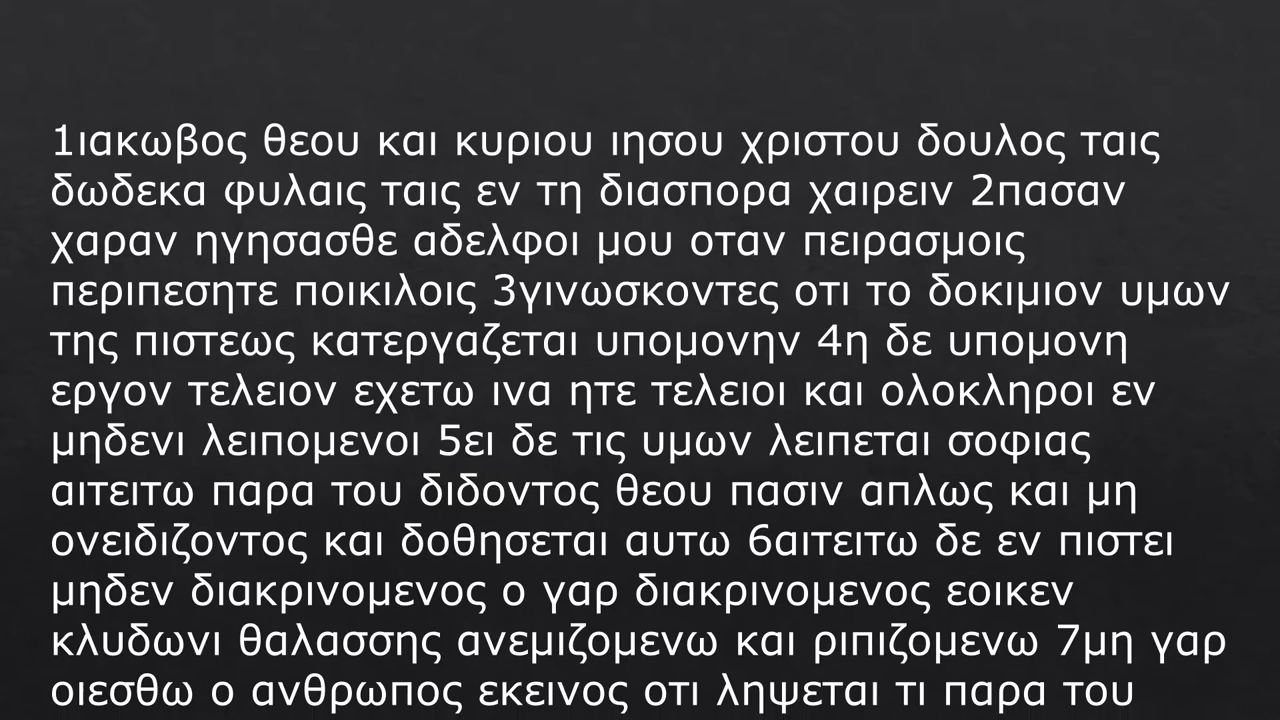 1ιακωβος θεου και κυριου ιησου χριστου δουλος ταις
δωδεκα φυλαις ταις εν τη διασπορα χαιρειν 2πασαν
χαραν ηγησασθε αδελφοι μου οταν πειρασμοις
περιπεσητε ποικιλοις 3γινωσκοντες οτι το δοκιμιον υμων
της πιστεως κατεργαζεται υπομονην 4η δε υπομονη
εργον τελειον εχετω ινα ητε τελειοι και ολοκληροι εν
μηδενι λειπομενοι 5ει δε τις υμων λειπεται σοφιας
αιτειτω παρα του διδοντος θεου πασιν απλως και μη
ονειδιζοντος και δοθησεται αυτω 6αιτειτω δε εν πιστει
μηδεν διακρινομενος ο γαρ διακρινομενος εοικεν
κλυδωνι θαλασσης ανεμιζομενω και ριπιζομενω 7μη γαρ
οιεσθω ο ανθρωπος εκεινος οτι ληψεται τι παρα του